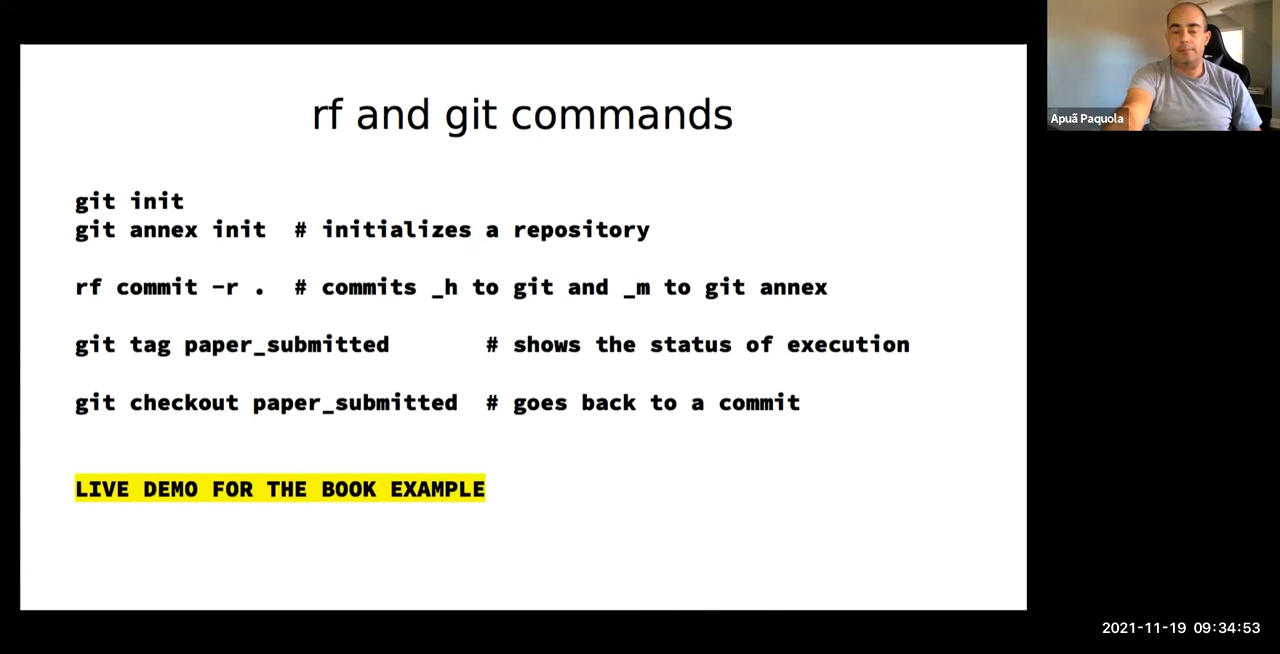 rf and git commands
git init
git annex init  # initializes a repository
rf commit -r .  # commits _h to git and _m to git annex
git tag paper_submitted       # shows the status of execution
git checkout paper_submitted  # goes back to a commit
LIVE DEMO FOR THE BOOK EXAMPLE
Apuã Paquola
2021-11-19 09:34:53